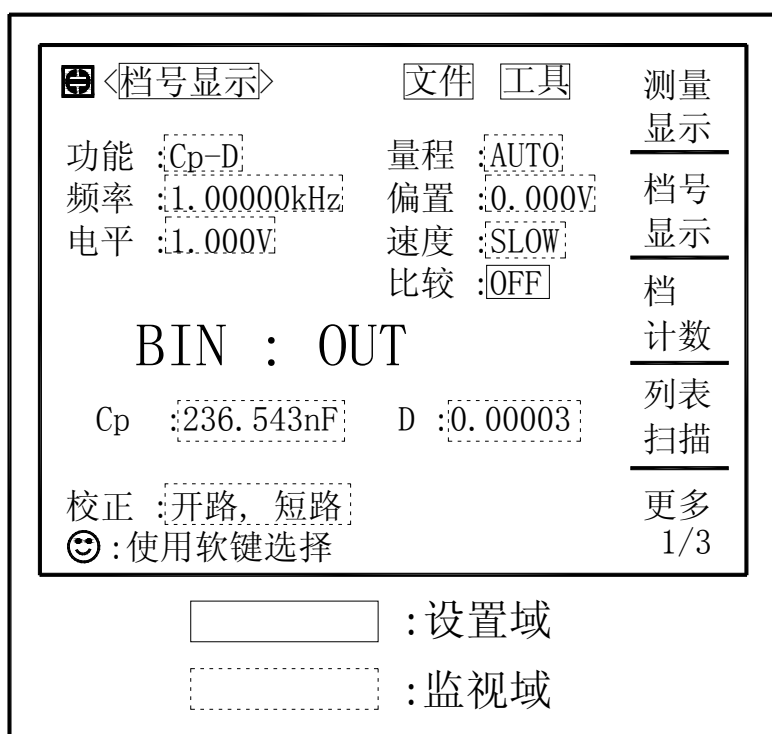 <档号显示> 文件 工具
功能 :Cp-D 量程 :AUTO
频率 :1.00000kHz 偏置 :0.000V
电平 :1.000V 速度 :SLOW
比较 :OFF
BIN : OUT
Cp :236.543nF D :0.00003
校正 :开路, 短路
:使用软键选择
测量
显示
档号
显示
档
计数
列表
扫描
更多
1/3
:设置域
:监视域